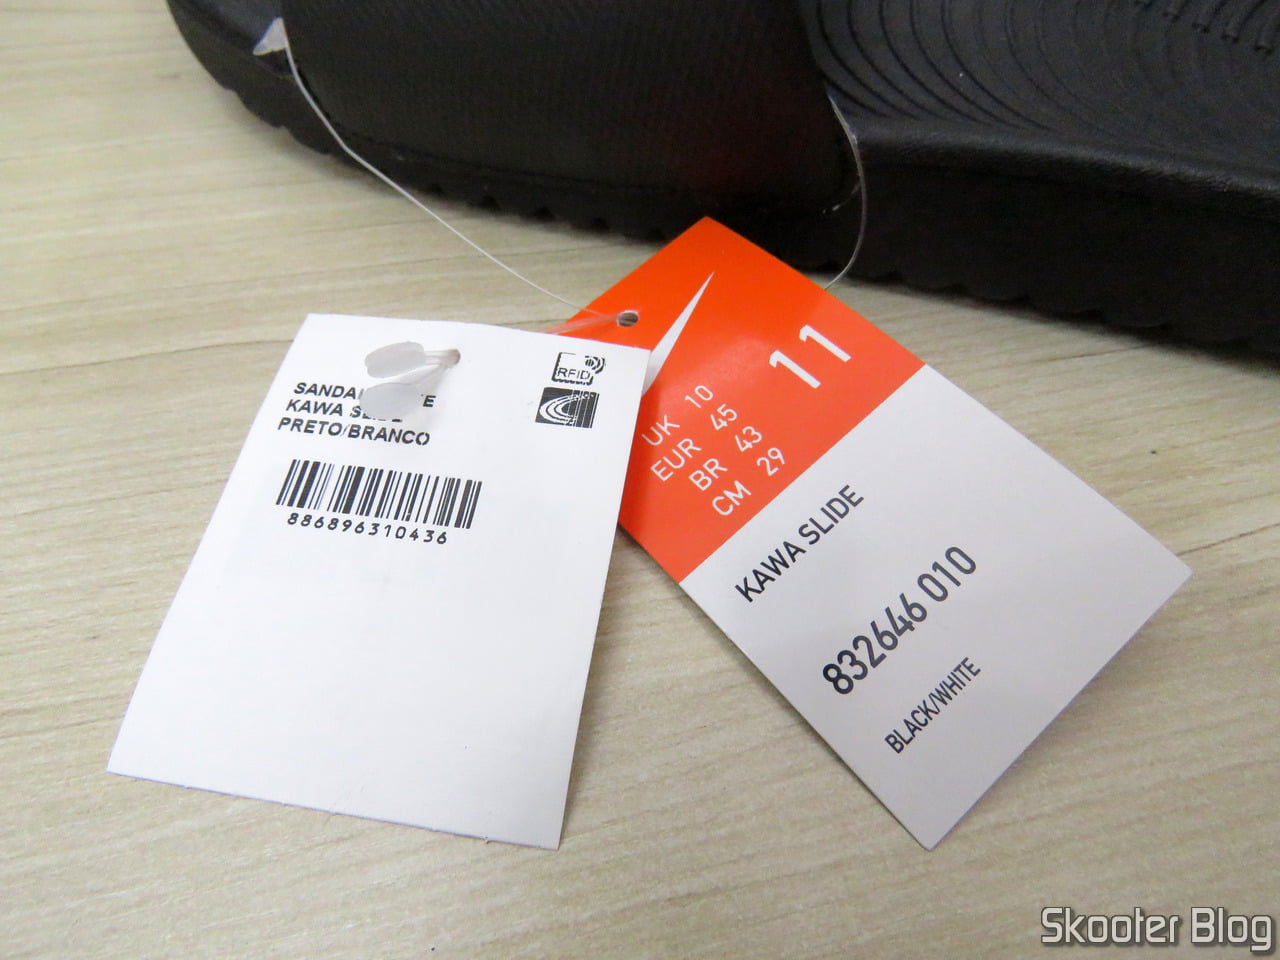 SANDA
KAWA
PRETO/BRANCO
886896310436
RFID
11
UK 10
EUR 45
BR 43
CM 29
KAWA SLIDE
832646 010
BLACK/WHITE
Skooter Blog